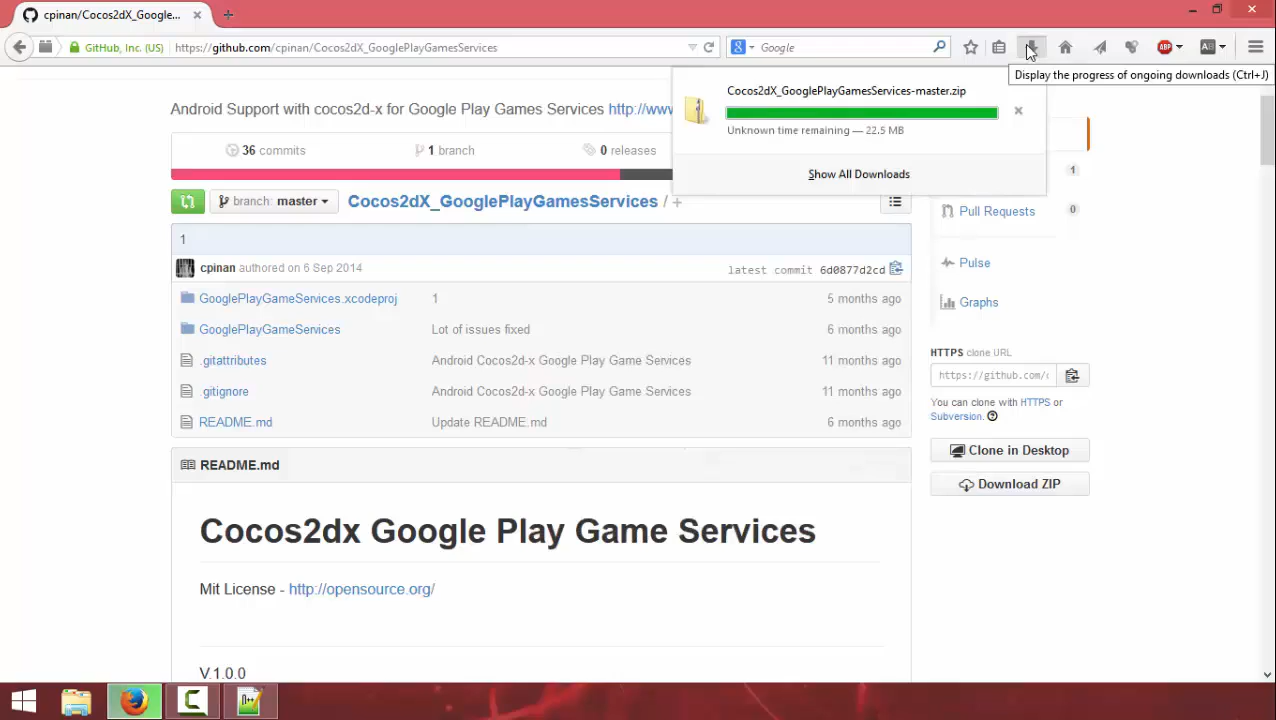 cpinan/Cocos2dX_Google...
GitHub, Inc. (US)
https://github.com/cpinan/Cocos2dX_GooglePlayGamesServices
Google
ABP
Display the progress of ongoing downloads (Ctrl+J)
Cocos2dX_GooglePlayGamesServices-master.zip
Unknown time remaining — 22.5 MB
Show All Downloads
Android Support with cocos2d-x for Google Play Games Services http://www
36 commits
1 branch
0 releases
1
branch: master
Cocos2dX_GooglePlayGamesServices / +
Pull Requests
0
1
cpinan authored on 6 Sep 2014
latest commit 6d0877d2cd
Pulse
GooglePlayGameServices.xcodeproj
1
5 months ago
Graphs
GooglePlayGameServices
Lot of issues fixed
6 months ago
HTTPS clone URL
.gitattributes
Android Cocos2d-x Google Play Game Services
11 months ago
https://github.com/c
.gitignore
Android Cocos2d-x Google Play Game Services
11 months ago
You can clone with HTTPS or
Subversion.
README.md
Update README.md
6 months ago
Clone in Desktop
README.md
Download ZIP
Cocos2dx Google Play Game Services
Mit License - http://opensource.org/
V.1.0.0